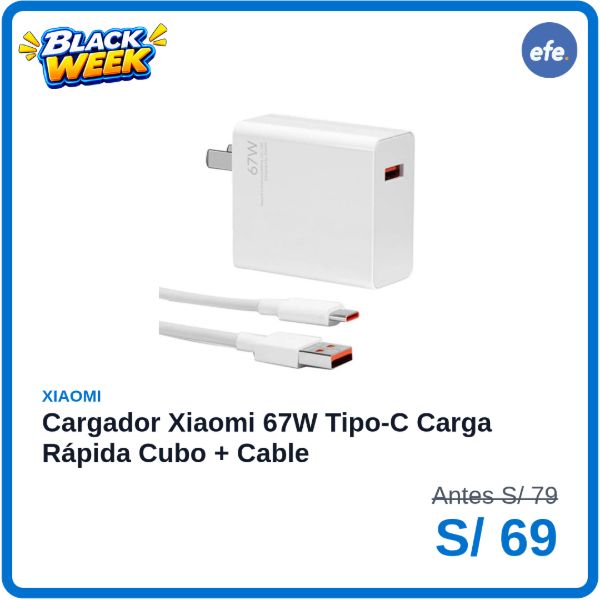 BLACK
WEEK
efe.
67W
XIAOMI
Cargador Xiaomi 67W Tipo-C Carga
Rápida Cubo + Cable
Antes S/ 79
S/ 69